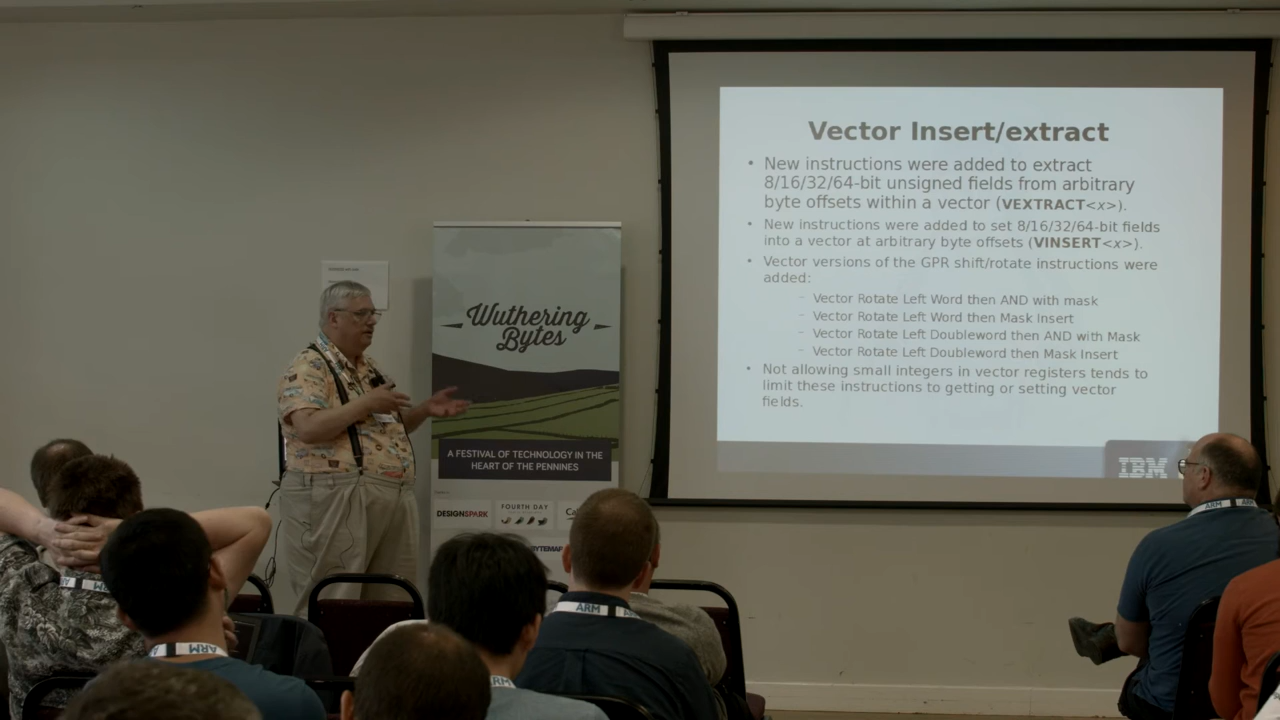 Vector Insert/extract
• New instructions were added to extract
8/16/32/64-bit unsigned fields from arbitrary
byte offsets within a vector (VEXTRACT<x>).
• New instructions were added to set 8/16/32/64-bit fields
into a vector at arbitrary byte offsets (VINSERT<x>).
• Vector versions of the GPR shift/rotate instructions were
added:
– Vector Rotate Left Word then AND with mask
– Vector Rotate Left Word then Mask Insert
– Vector Rotate Left Doubleword then AND with Mask
– Vector Rotate Left Doubleword then Mask Insert
• Not allowing small integers in vector registers tends to
limit these instructions to getting or setting vector
fields.
IBM
Wuthering
Bytes
A FESTIVAL OF TECHNOLOGY IN THE
HEART OF THE PENNINES
DESIGNSPARK
FOURTH DAY
ARM
ARM
ARM
ARM